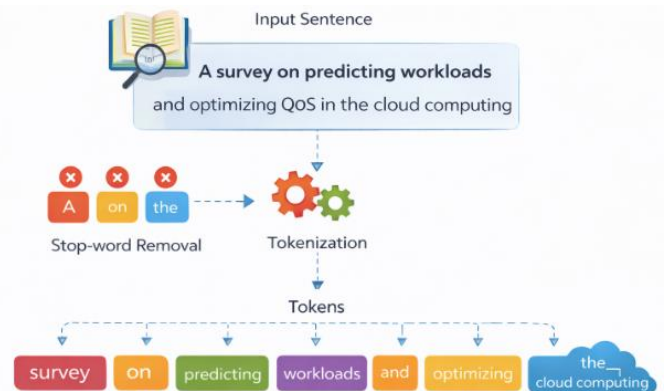 Input Sentence
A survey on predicting workloads
and optimizing QoS in the cloud computing
A on the
Stop-word Removal
Tokenization
Tokens
survey on predicting workloads and optimizing the
cloud computing